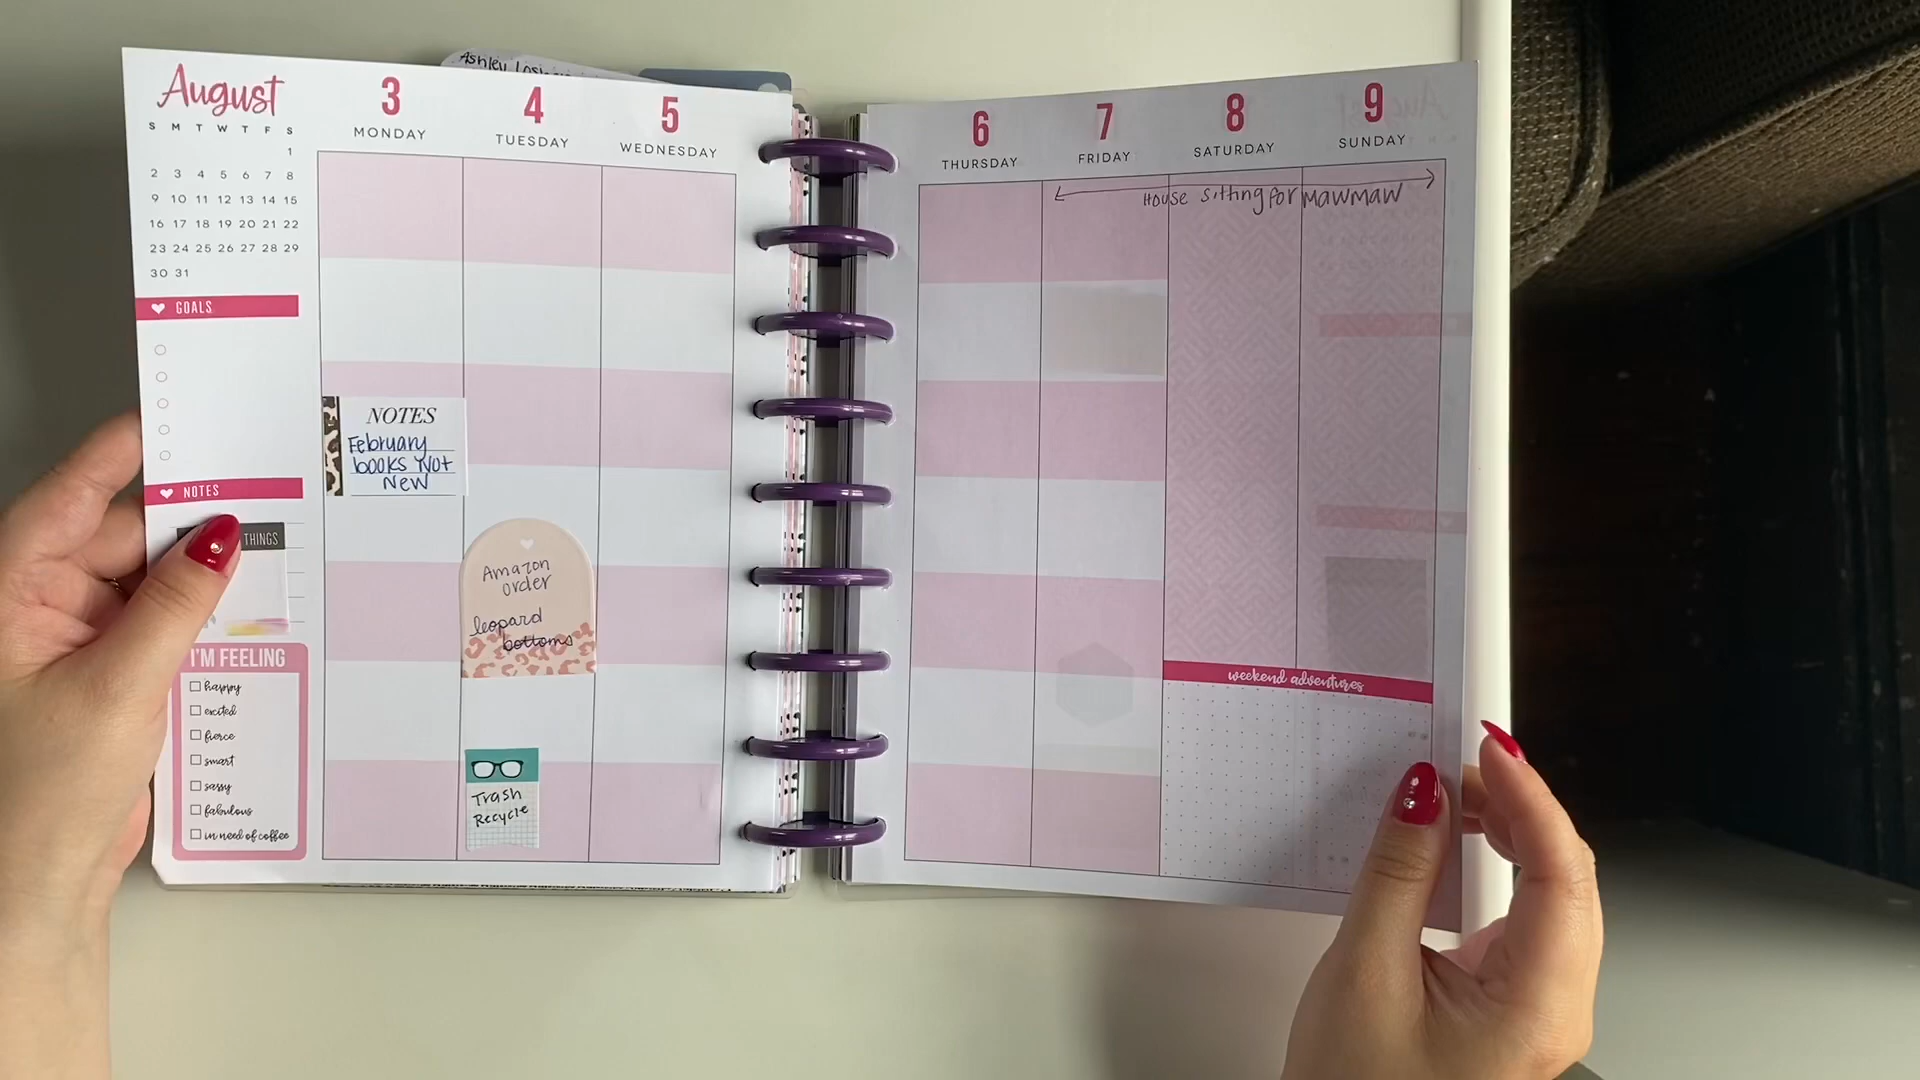 Ashley
August
S M T W T F S
1
2 3 4 5 6 7 8
9 10 11 12 13 14 15
16 17 18 19 20 21 22
23 24 25 26 27 28 29
30 31
GOALS
NOTES
THINGS
I'M FEELING
happy
excited
fierce
smart
sassy
fabulous
in need of coffee
3
MONDAY
NOTES
February
books Not
New
4
TUESDAY
Amazon
order
leopard
bottoms
Trash
Recycle
5
WEDNESDAY
6
THURSDAY
7
FRIDAY
8
SATURDAY
9
SUNDAY
House sitting for mawmaw
weekend adventures